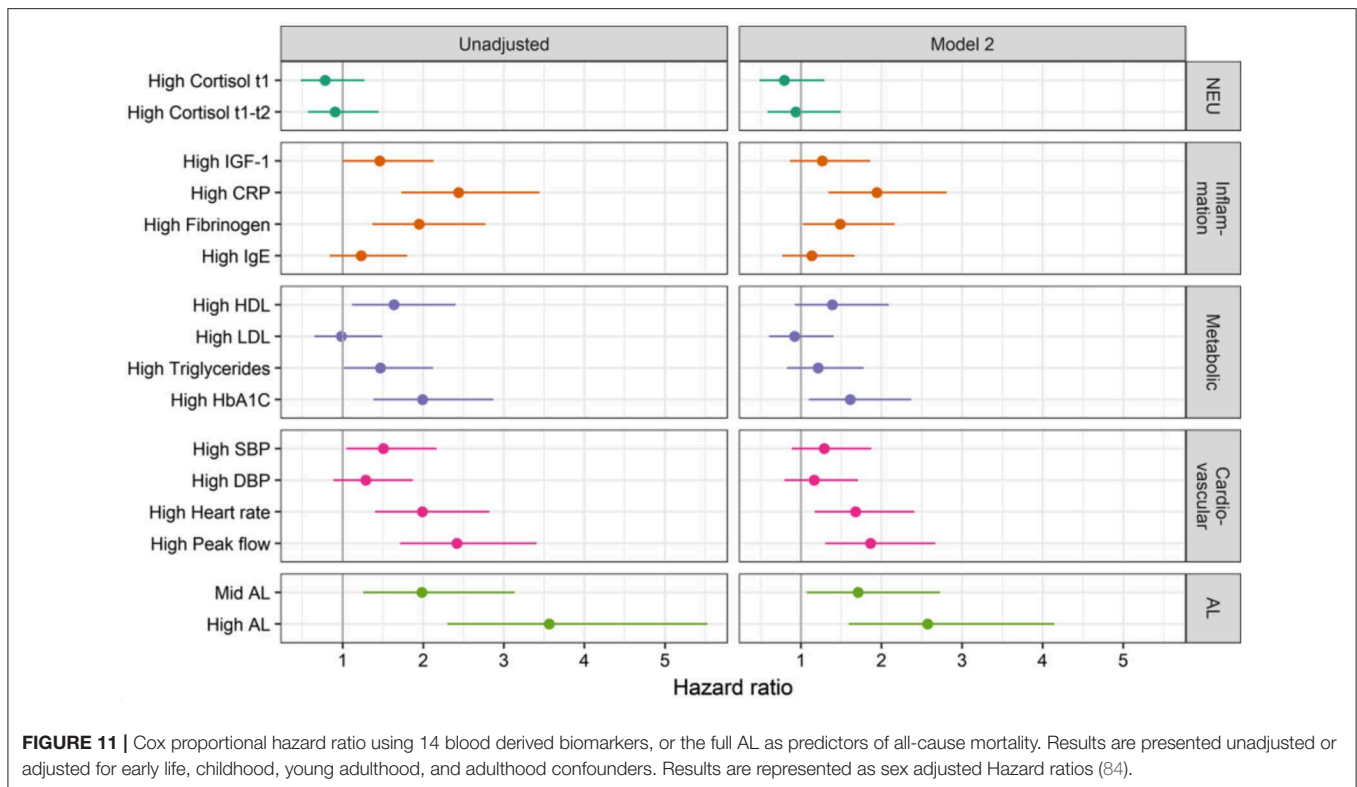 Unadjusted
Model 2
High Cortisol t1
High Cortisol t1-t2
NEU
High IGF-1
High CRP
High Fibrinogen
High IgE
Inflam-
mation
High HDL
High LDL
High Triglycerides
High HbA1C
Metabolic
High SBP
High DBP
High Heart rate
High Peak flow
Cardio-
vascular
Mid AL
High AL
AL
1 2 3 4 5
1 2 3 4 5
Hazard ratio
FIGURE 11 | Cox proportional hazard ratio using 14 blood derived biomarkers, or the full AL as predictors of all-cause mortality. Results are presented unadjusted or
adjusted for early life, childhood, young adulthood, and adulthood confounders. Results are represented as sex adjusted Hazard ratios (84).